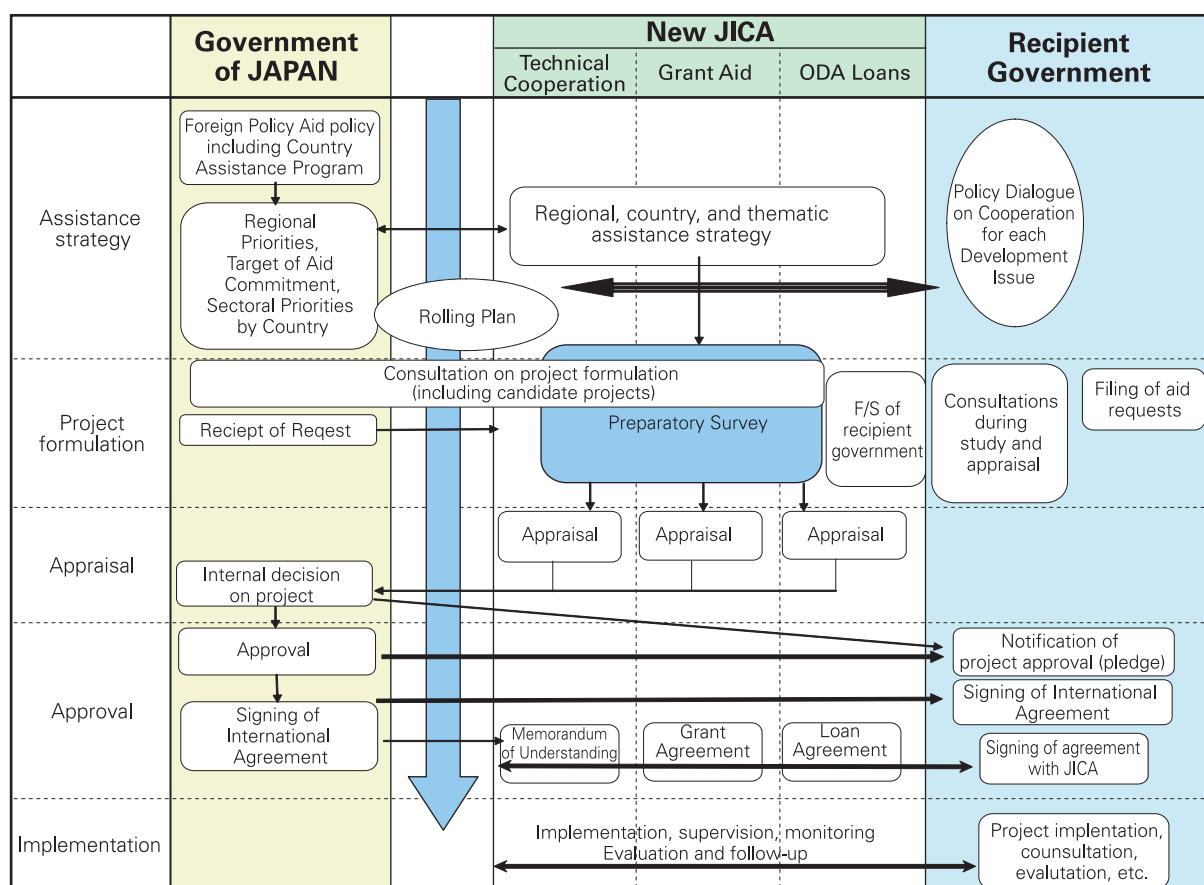 Government
of JAPAN
New JICA
Technical
Cooperation
Grant Aid
ODA Loans
Recipient
Government
Assistance
strategy
Foreign Policy Aid policy
including Country
Assistance Program
Regional
Priorities,
Target of Aid
Commitment,
Sectoral Priorities
by Country
Rolling Plan
Regional, country, and thematic
assistance strategy
Policy Dialogue
on Cooperation
for each
Development
Issue
Project
formulation
Consultation on project formulation
(including candidate projects)
Reciept of Reqest
Preparatory Survey
F/S of
recipient
government
Consultations
during
study and
appraisal
Filing of aid
requests
Appraisal
Appraisal
Appraisal
Appraisal
Internal decision
on project
Approval
Approval
Notification of
project approval (pledge)
Signing of
International
Agreement
Signing of International
Agreement
Memorandum
of Understanding
Grant
Agreement
Loan
Agreement
Signing of agreement
with JICA
Implementation
Implementation, supervision, monitoring
Evaluation and follow-up
Project implentation,
counsultation,
evalutation, etc.